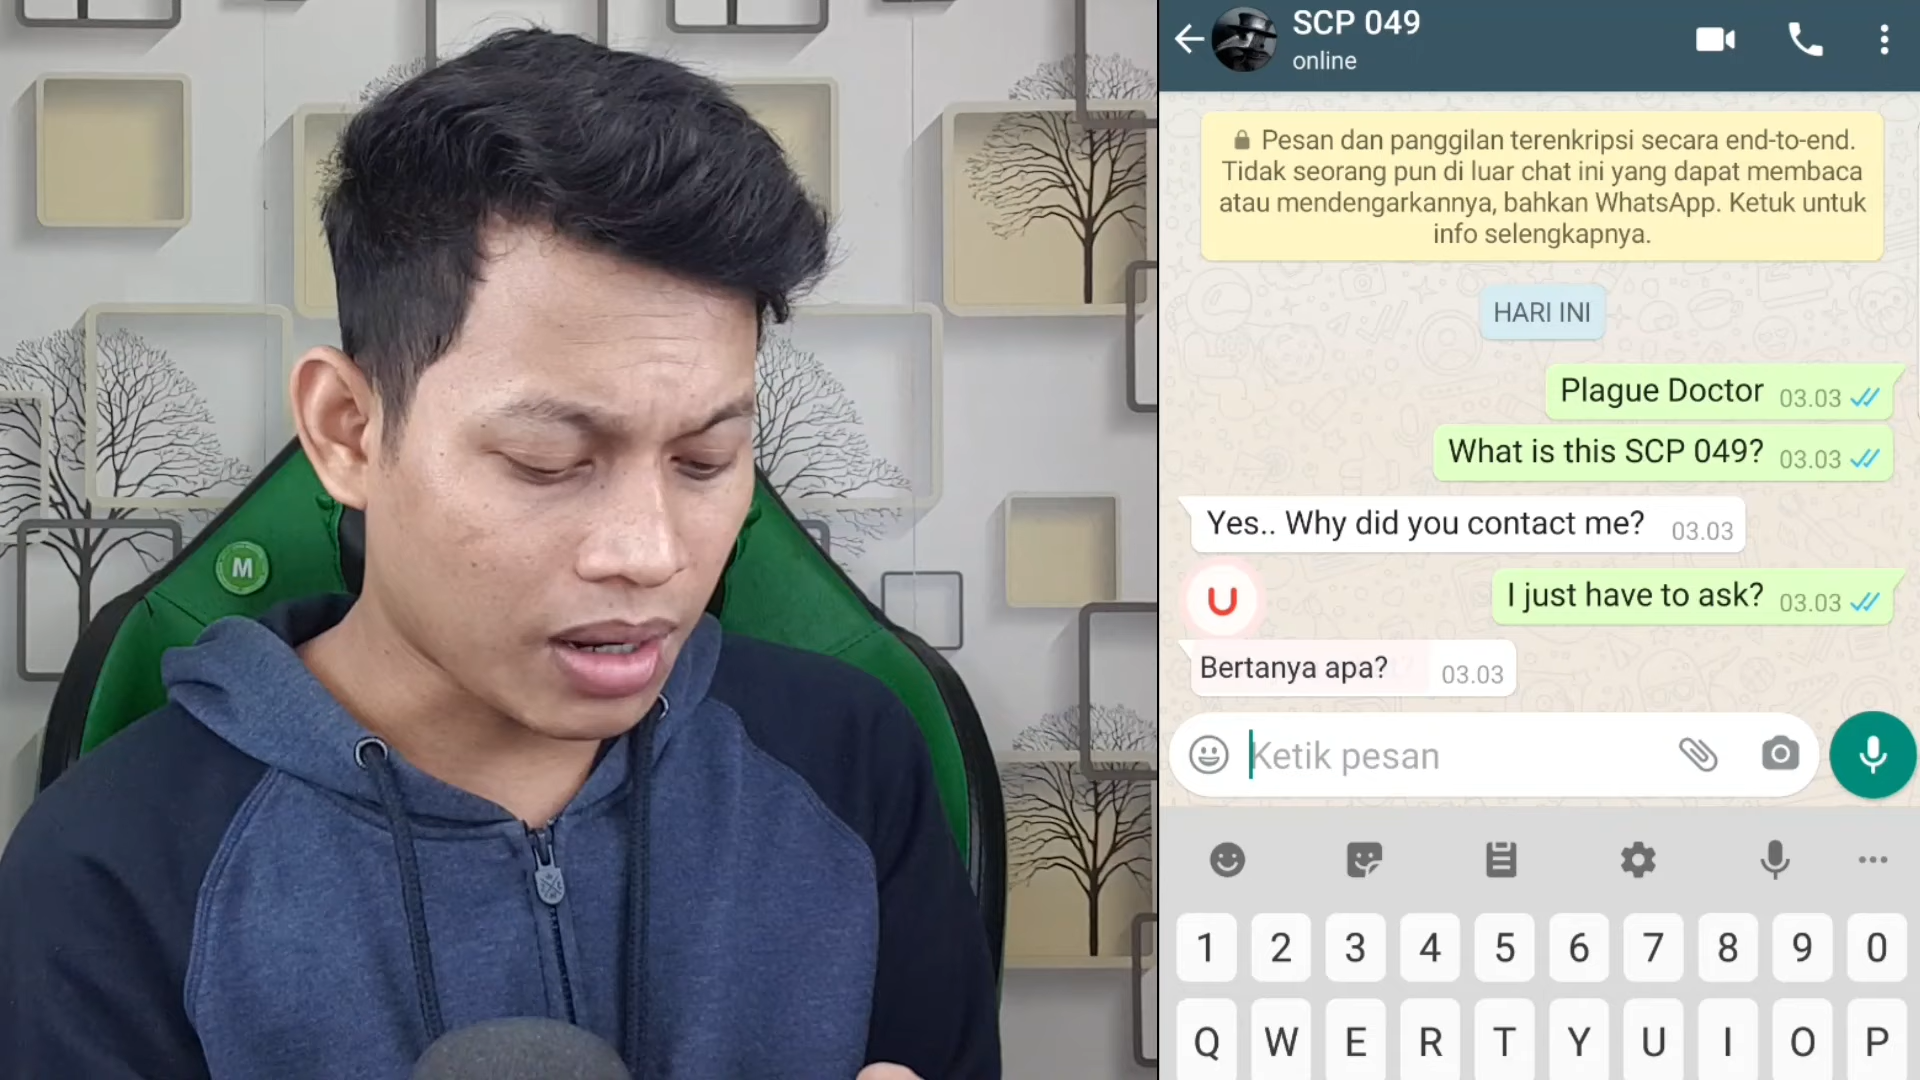 SCP 049
online
Pesan dan panggilan terenkripsi secara end-to-end.
Tidak seorang pun di luar chat ini yang dapat membaca
atau mendengarkannya, bahkan WhatsApp. Ketuk untuk
info selengkapnya.
HARI INI
Plague Doctor 03.03
What is this SCP 049? 03.03
Yes.. Why did you contact me? 03.03
U
I just have to ask? 03.03
Bertanya apa? 03.03
Ketik pesan
1 2 3 4 5 6 7 8 9 0
Q W E R T Y U I O P
M